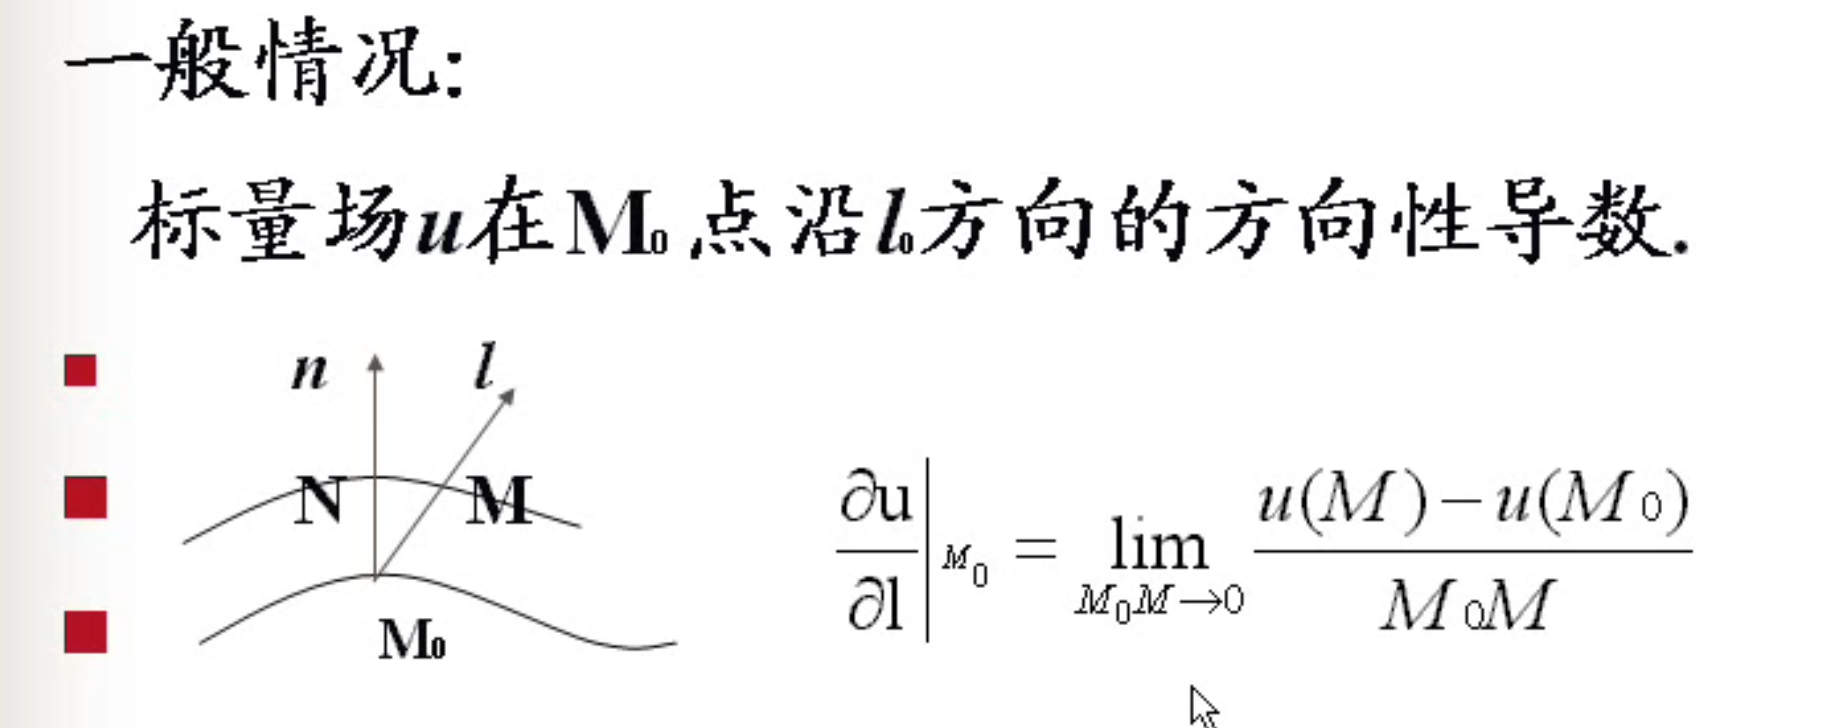 一般情况:
标量场u在M₀点沿l₀方向的方向性导数.
n l
N M
M₀
∂u/∂l |M₀ = lim M₀M→0 u(M)−u(M₀) / M₀M